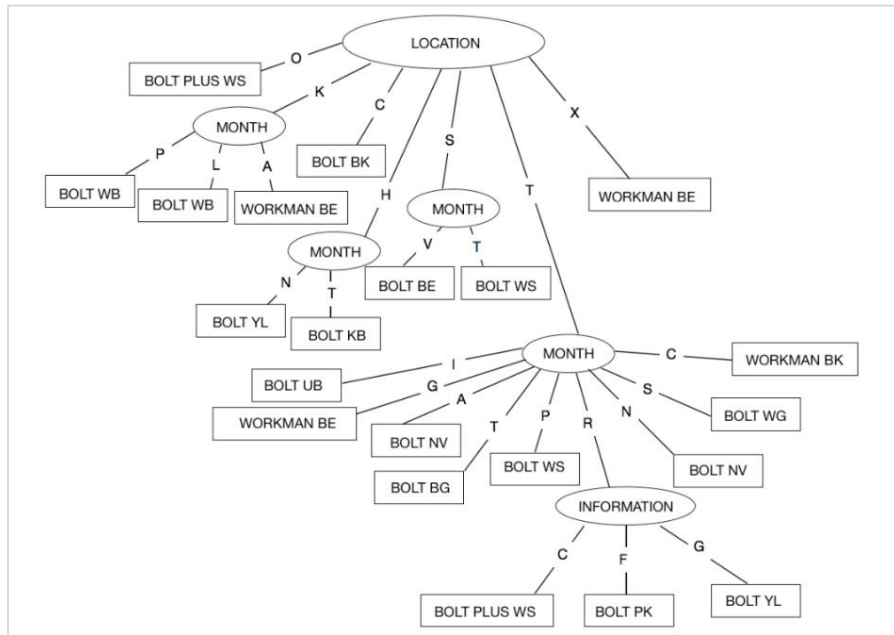 LOCATION
O
BOLT PLUS WS
K
C
X
MONTH
S
BOLT BK
P
L
A
H
T
WORKMAN BE
BOLT WB
BOLT WB
WORKMAN BE
MONTH
MONTH
V
T
N
T
BOLT BE
BOLT WS
BOLT YL
BOLT KB
MONTH
C
WORKMAN BK
I
BOLT UB
G
S
WORKMAN BE
A
BOLT WG
T
P
R
N
BOLT NV
BOLT WS
BOLT NV
BOLT BG
INFORMATION
C
F
G
BOLT PLUS WS
BOLT PK
BOLT YL